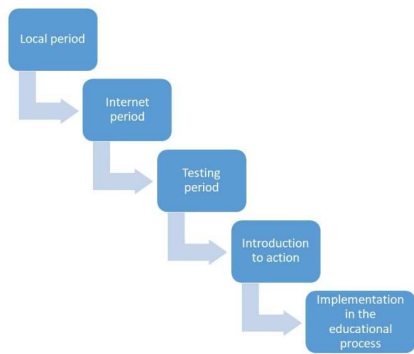 Local period
Internet
period
Testing
period
Introduction
to action
Implementation
in the
educational
process